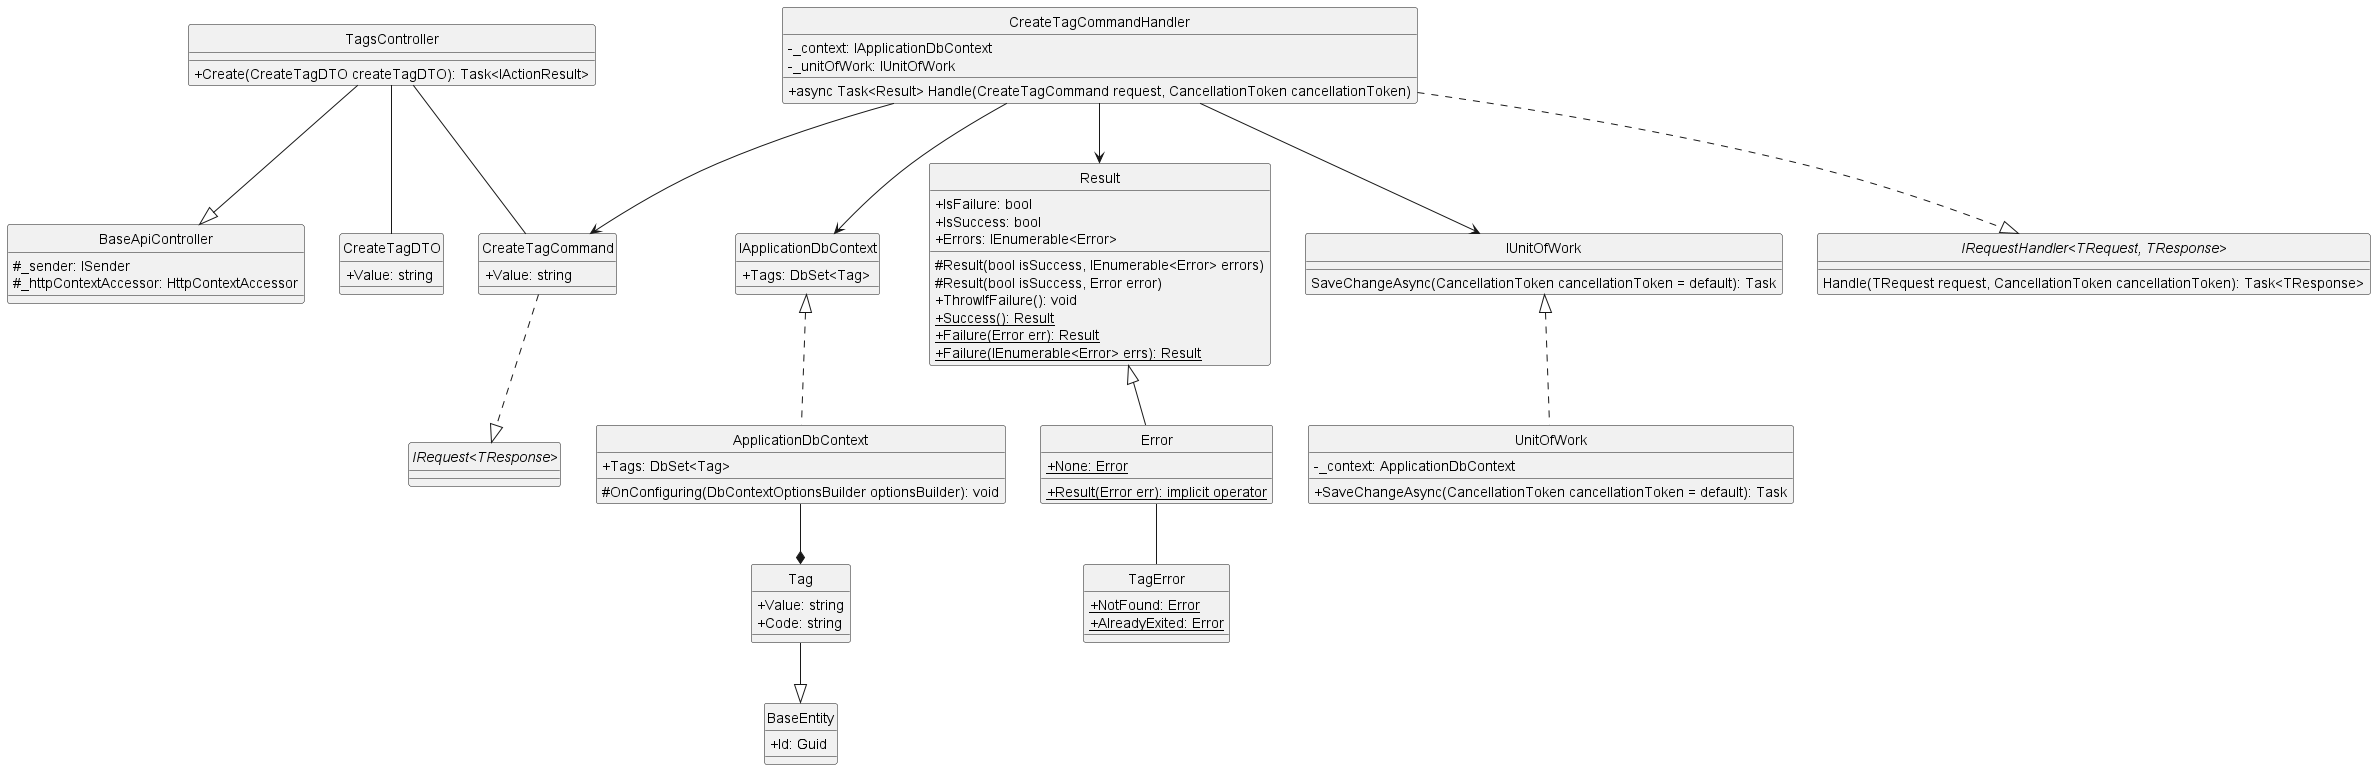 CreateTagCommandHandler
-_context: IApplicationDbContext
-_unitOfWork: IUnitOfWork
+async Task<Result> Handle(CreateTagCommand request, CancellationToken cancellationToken)
TagsController
+Create(CreateTagDTO createTagDTO): Task<IActionResult>
BaseApiController
#_sender: ISender
#_httpContextAccessor: HttpContextAccessor
CreateTagDTO
+Value: string
CreateTagCommand
+Value: string
IApplicationDbContext
+Tags: DbSet<Tag>
Result
+IsFailure: bool
+IsSuccess: bool
+Errors: IEnumerable<Error>
#Result(bool isSuccess, IEnumerable<Error> errors)
#Result(bool isSuccess, Error error)
+ThrowIfFailure(): void
+Success(): Result
+Failure(Error err): Result
+Failure(IEnumerable<Error> errs): Result
IUnitOfWork
SaveChangeAsync(CancellationToken cancellationToken = default): Task
IRequestHandler<TRequest, TResponse>
Handle(TRequest request, CancellationToken cancellationToken): Task<TResponse>
IRequest<TResponse>
ApplicationDbContext
+Tags: DbSet<Tag>
#OnConfiguring(DbContextOptionsBuilder optionsBuilder): void
Error
+None: Error
+Result(Error err): implicit operator
UnitOfWork
-_context: ApplicationDbContext
+SaveChangeAsync(CancellationToken cancellationToken = default): Task
Tag
+Value: string
+Code: string
TagError
+NotFound: Error
+AlreadyExited: Error
BaseEntity
+Id: Guid